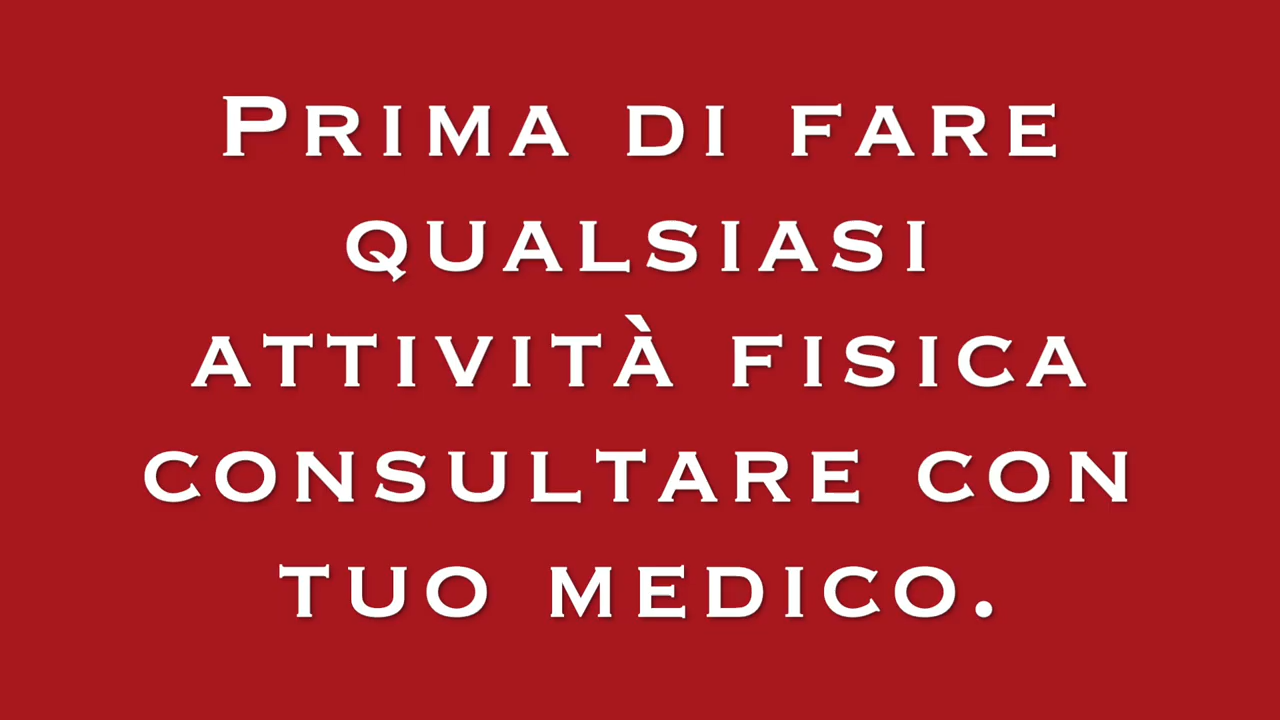 Prima di fare
qualsiasi
attività fisica
consultare con
tuo medico.